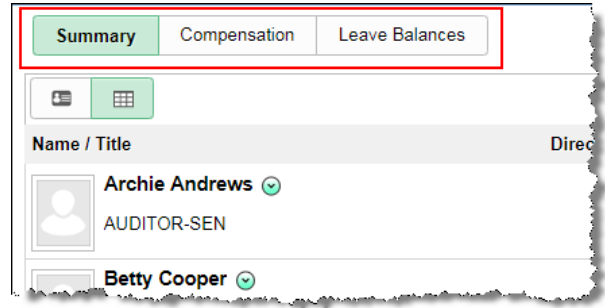 Summary Compensation Leave Balances
Name / Title Direc
Archie Andrews
AUDITOR-SEN
Betty Cooper